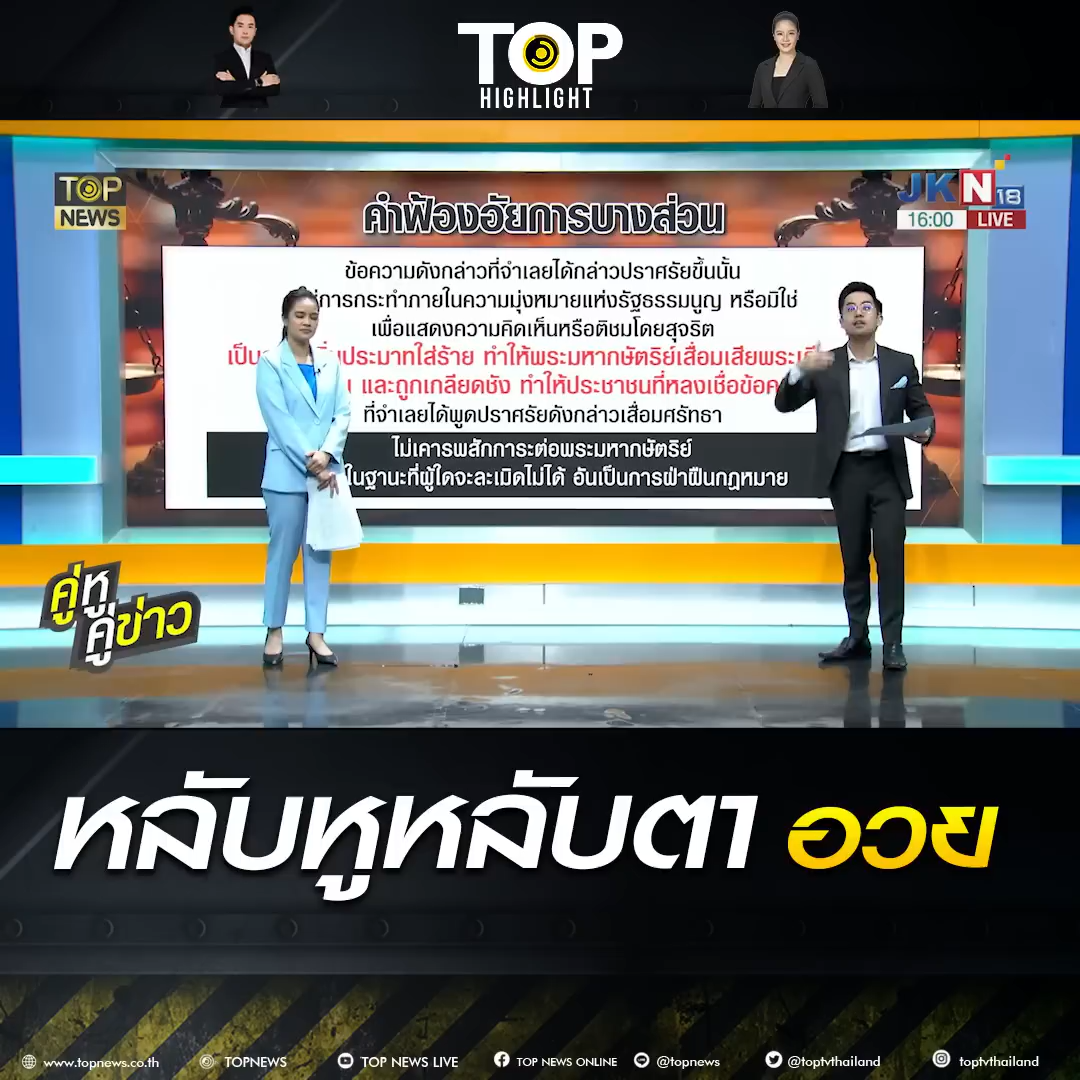 TOP
HIGHLIGHT
TOP
NEWS
JKN18
16:00 LIVE
คำฟ้องอัยการบางส่วน
ข้อความดังกล่าวที่จำเลยได้กล่าวปราศรัยขึ้นนั้น
การกระทำภายในความมุ่งหมายแห่งรัฐธรรมนูญ หรือมิใช่
เพื่อแสดงความคิดเห็นหรือติชมโดยสุจริต
ประมาทใส่ร้าย ทำให้พระมหากษัตริย์เสื่อมเสีย
และถูกเกลียดชัง ทำให้ประชาชนที่หลงเชื่อ
ที่จำเลยได้พูดปราศรัยดังกล่าวเสื่อมศรัทธา
ไม่เคารพสักการะต่อพระมหากษัตริย์
ในฐานะที่ผู้ใดจะละเมิดไม่ได้ อันเป็นการฝ่าฝืนกฎหมาย
คู่หู
คู่ข่าว
หลับหูหลับตา อวย
www.topnews.co.th TOPNEWS TOP NEWS LIVE TOP NEWS ONLINE @topnews @toptvthailand toptvthailand